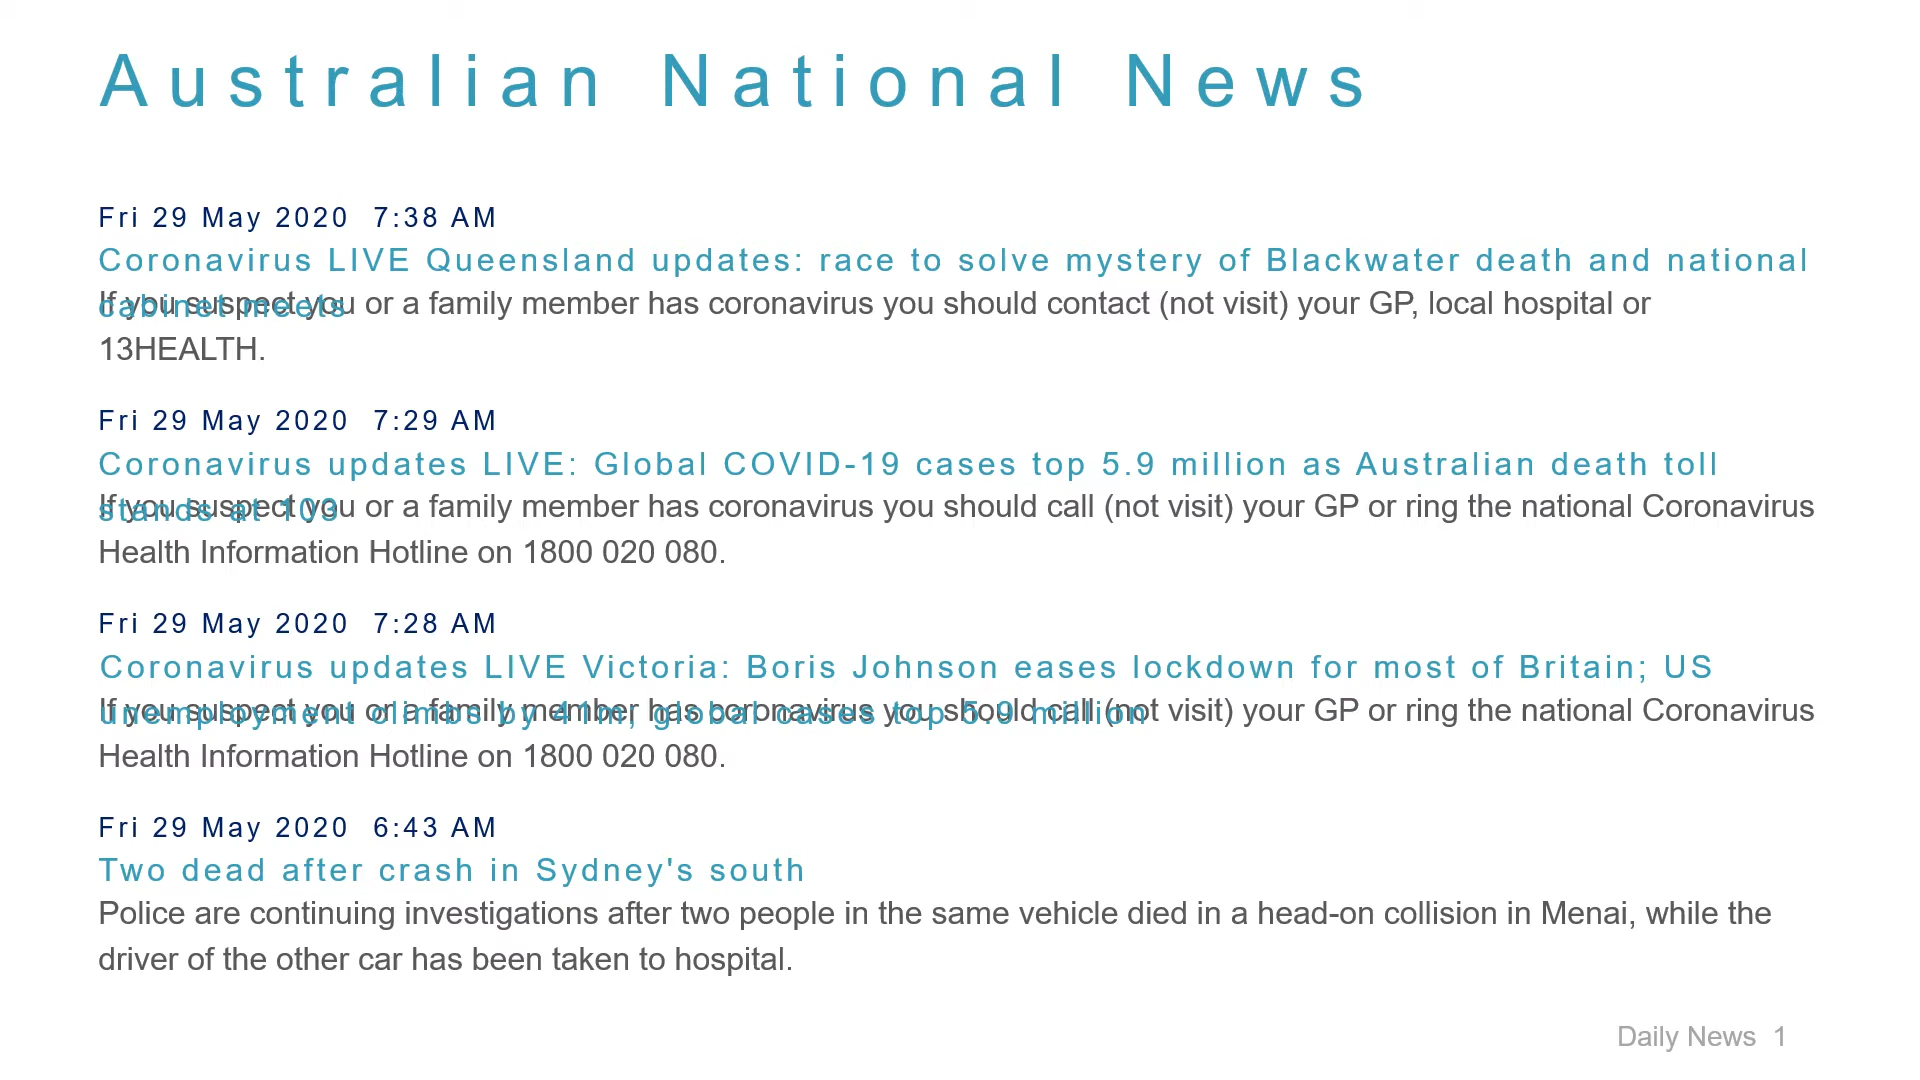 Australian National News
Fri 29 May 2020  7:38 AM
Coronavirus LIVE Queensland updates: race to solve mystery of Blackwater death and national
cabinet meets
If you suspect you or a family member has coronavirus you should contact (not visit) your GP, local hospital or
13HEALTH.
Fri 29 May 2020  7:29 AM
Coronavirus updates LIVE: Global COVID-19 cases top 5.9 million as Australian death toll
stands at 103
If you suspect you or a family member has coronavirus you should call (not visit) your GP or ring the national Coronavirus
Health Information Hotline on 1800 020 080.
Fri 29 May 2020  7:28 AM
Coronavirus updates LIVE Victoria: Boris Johnson eases lockdown for most of Britain; US
unemployment climbs by 41m, global cases top 5.9 million
If you suspect you or a family member has coronavirus you should call (not visit) your GP or ring the national Coronavirus
Health Information Hotline on 1800 020 080.
Fri 29 May 2020  6:43 AM
Two dead after crash in Sydney's south
Police are continuing investigations after two people in the same vehicle died in a head-on collision in Menai, while the
driver of the other car has been taken to hospital.
Daily News  1